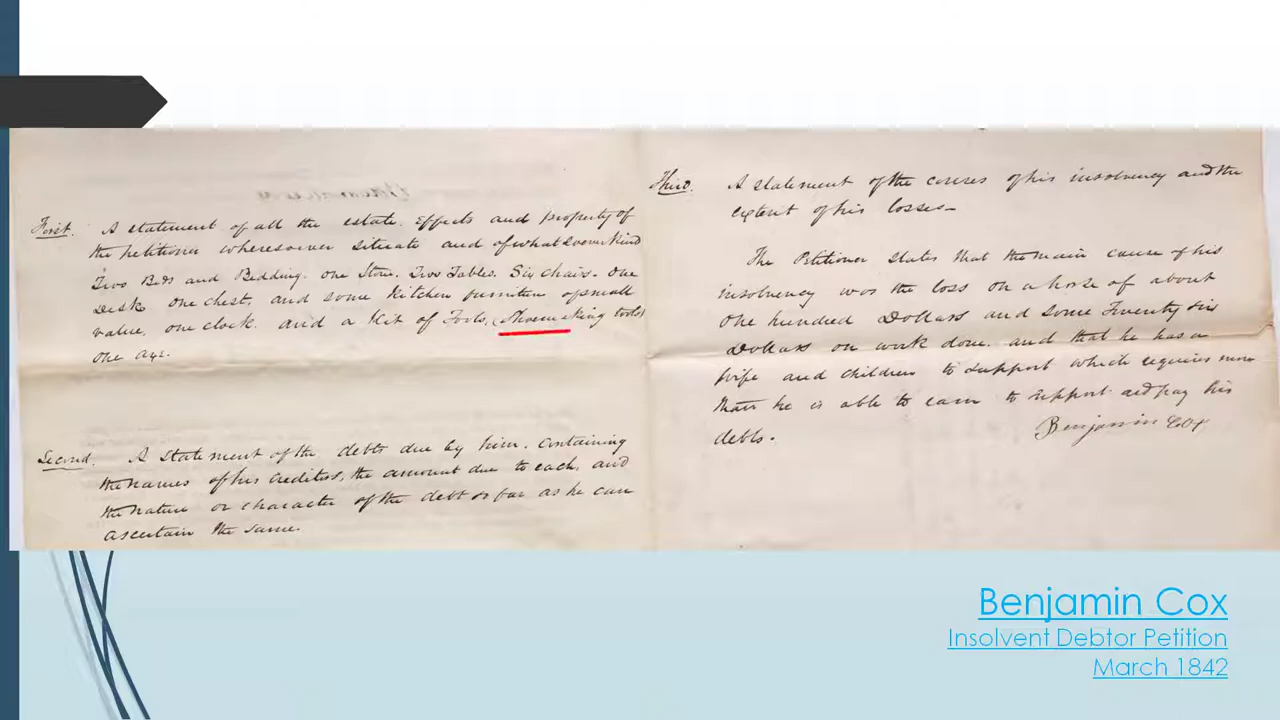 First. A statement of all the estate. Effects and property of
the petitioner wheresoever situate and of whatsoever kind
Two Beds and Bedding. one Stove. Two Tables. Six chairs. one
Desk one chest, and some Kitchen furniture of small
value, one clock. and a Kit of Tools, (Shoemaking tools)
one axe.
Second. A Statement of the debts due by him. Containing
the names of his creditors, the amount due to each, and
the nature or character of the debt so far as he can
ascertain the same.
Third. A statement of the causes of his insolvency and the
extent of his losses—
The Petitioner states that the main cause of his
insolvency was the loss on a horse of about
one hundred Dollars and some Twenty six
Dollars on work done. and that he has a
wife and children to support which requires more
than he is able to earn to support and pay his
debts.
Benjamin Cox
Benjamin Cox
Insolvent Debtor Petition
March 1842